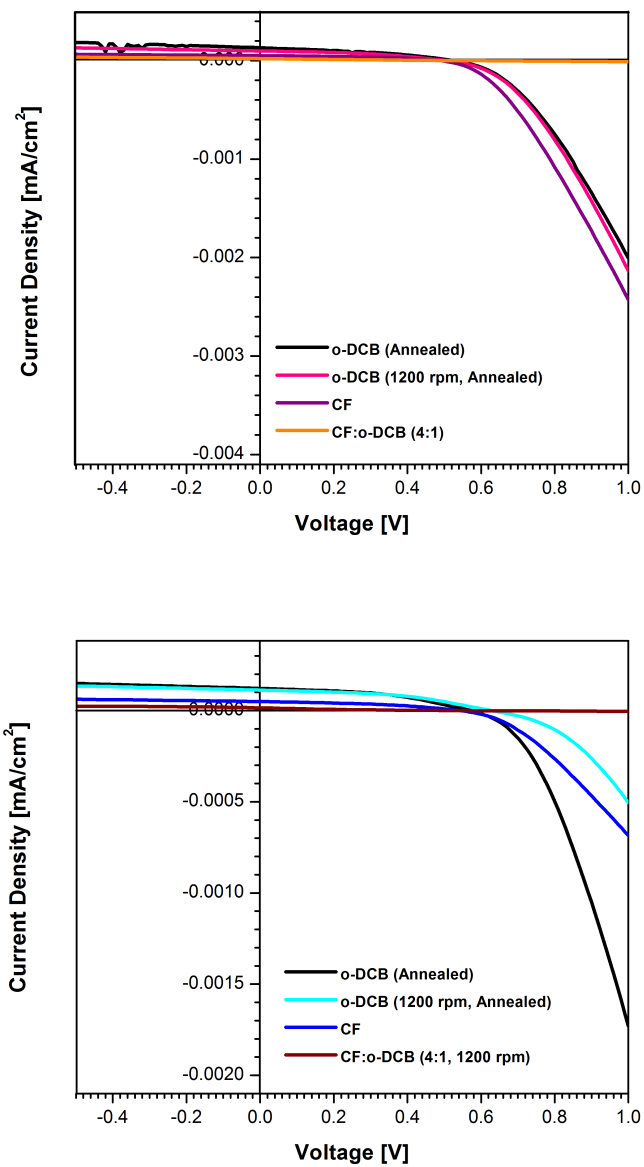 0.000
-0.001
-0.002
-0.003
-0.004
Current Density [mA/cm²]
o-DCB (Annealed)
o-DCB (1200 rpm, Annealed)
CF
CF:o-DCB (4:1)
-0.4 -0.2 0.0 0.2 0.4 0.6 0.8 1.0
Voltage [V]
0.0000
-0.0005
-0.0010
-0.0015
-0.0020
Current Density [mA/cm²]
o-DCB (Annealed)
o-DCB (1200 rpm, Annealed)
CF
CF:o-DCB (4:1, 1200 rpm)
-0.4 -0.2 0.0 0.2 0.4 0.6 0.8 1.0
Voltage [V]